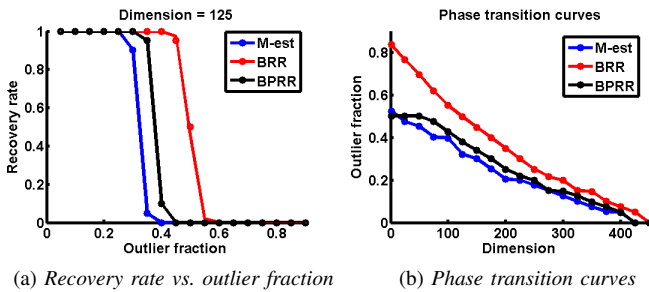 Dimension = 125
1
0.8
0.6
0.4
0.2
0
0
0.2
0.4
0.6
0.8
Recovery rate
Outlier fraction
M-est
BRR
BPRR
(a) Recovery rate vs. outlier fraction
Phase transition curves
0.8
0.6
0.4
0.2
0
0
100
200
300
400
Outlier fraction
Dimension
M-est
BRR
BPRR
(b) Phase transition curves